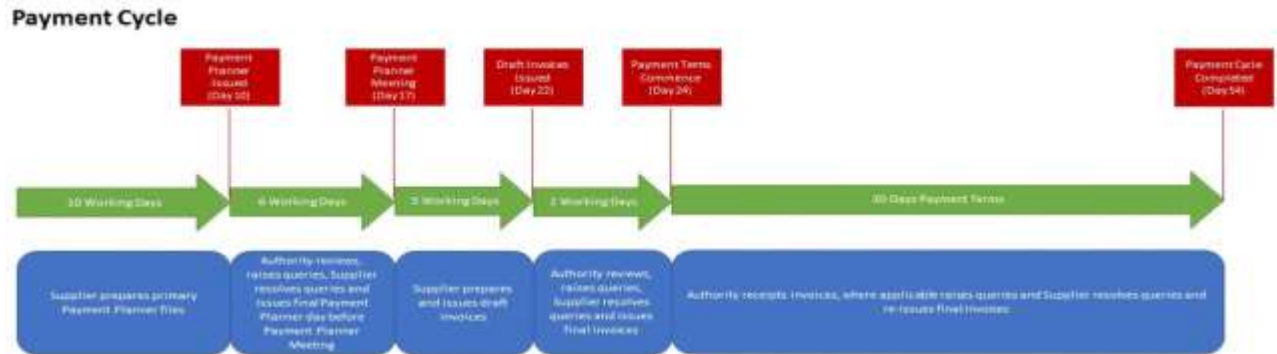 Payment Cycle
Payment
Planner
Issued
(Day 10)
Payment
Planner
Meeting
(Day 17)
Draft Invoices
Issued
(Day 22)
Payment Terms
Commence
(Day 24)
Payment Cycle
Completed
(Day 54)
10 Working Days
6 Working Days
5 Working Days
2 Working Days
30 Days Payment Terms
Supplier prepares primary
Payment Planner files
Authority reviews,
raises queries, Supplier
resolves queries and
issues final Payment
Planner day before
Payment Planner
Meeting
Supplier prepares
and issues draft
invoices
Authority reviews,
raises queries,
Supplier resolves
queries and issues
final invoices
Authority receipts invoices, where applicable raises queries and Supplier resolves queries and
re-issues final invoices